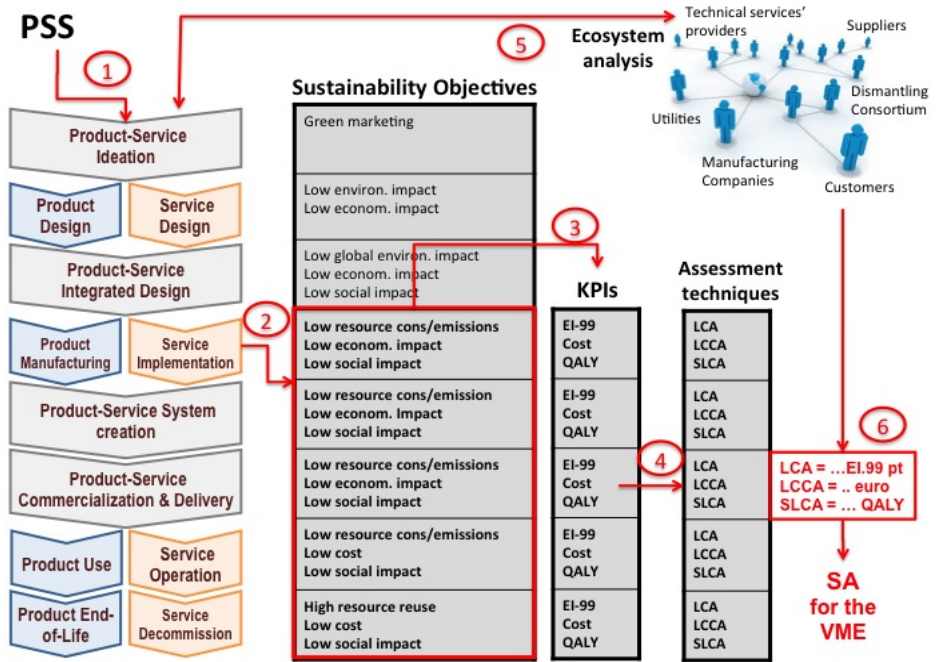 PSS
1
Product-Service
Ideation
Product
Design
Service
Design
Product-Service
Integrated Design
Product
Manufacturing
Service
Implementation
Product-Service System
creation
Product-Service
Commercialization & Delivery
Product Use
Service
Operation
Product End-
of-Life
Service
Decommission
2
Sustainability Objectives
Green marketing
Low environ. impact
Low econom. impact
Low global environ. impact
Low econom. impact
Low social impact
Low resource cons/emissions
Low econom. impact
Low social impact
Low resource cons/emission
Low econom. Impact
Low social impact
Low resource cons/emissions
Low econom. impact
Low social impact
Low resource cons/emissions
Low cost
Low social impact
High resource reuse
Low cost
Low social impact
3
KPIs
EI-99
Cost
QALY
EI-99
Cost
QALY
EI-99
Cost
QALY
EI-99
Cost
QALY
EI-99
Cost
QALY
4
Assessment
techniques
LCA
LCCA
SLCA
LCA
LCCA
SLCA
LCA
LCCA
SLCA
LCA
LCCA
SLCA
LCA
LCCA
SLCA
5
Ecosystem
analysis
Technical services'
providers
Suppliers
Dismantling
Consortium
Utilities
Manufacturing
Companies
Customers
6
LCA = ...EI.99 pt
LCCA = .. euro
SLCA = ... QALY
SA
for the
VME